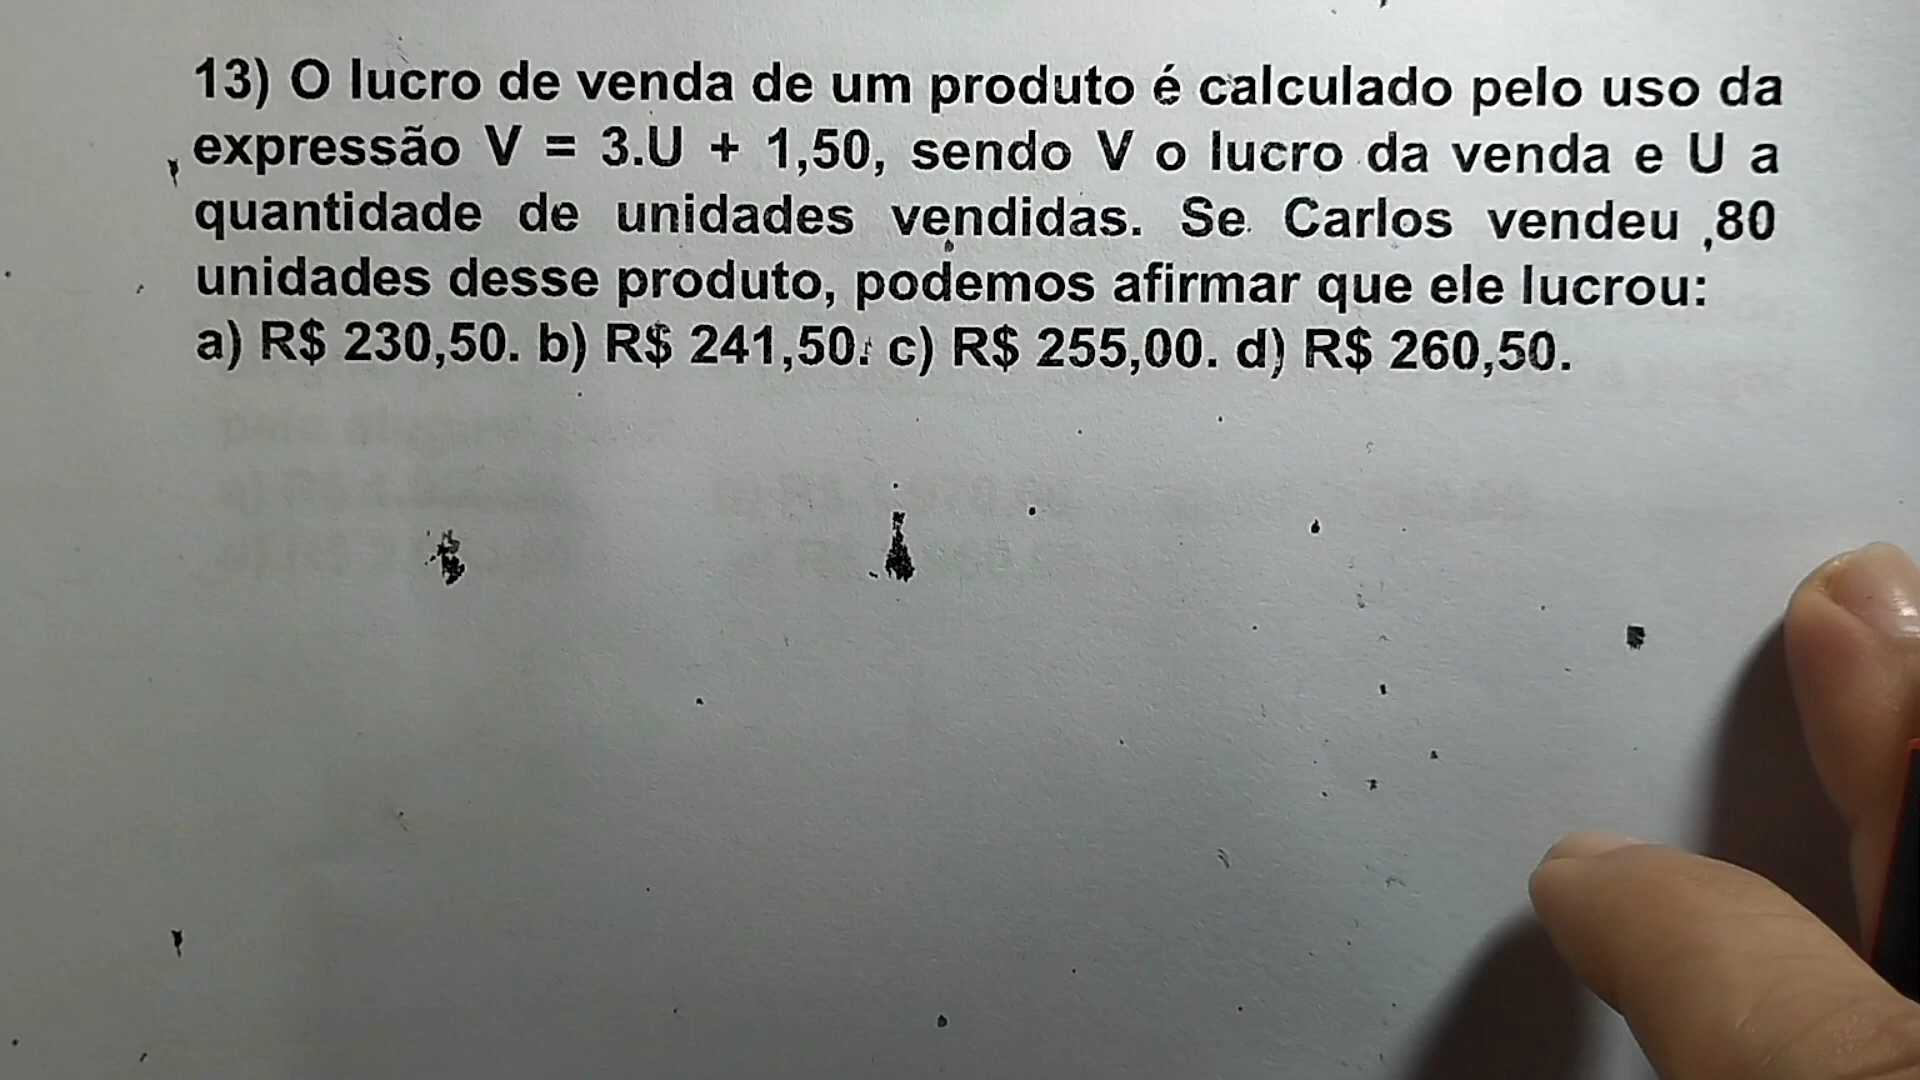 13) O lucro de venda de um produto é calculado pelo uso da
expressão V = 3.U + 1,50, sendo V o lucro da venda e U a
quantidade de unidades vendidas. Se Carlos vendeu 80
unidades desse produto, podemos afirmar que ele lucrou:
a) R$ 230,50. b) R$ 241,50. c) R$ 255,00. d) R$ 260,50.